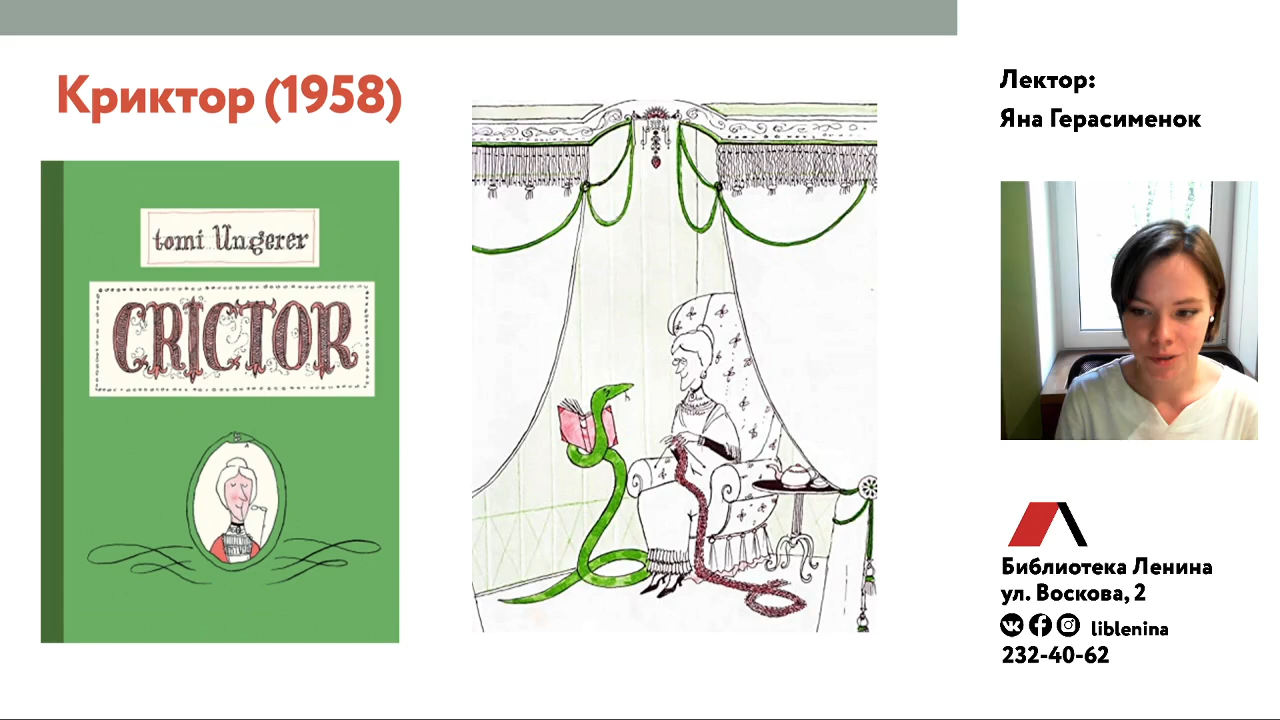 Криктор (1958)
tomi Ungerer
CRICTOR
Лектор:
Яна Герасименок
Библиотека Ленина
ул. Воскова, 2
liblenina
232-40-62